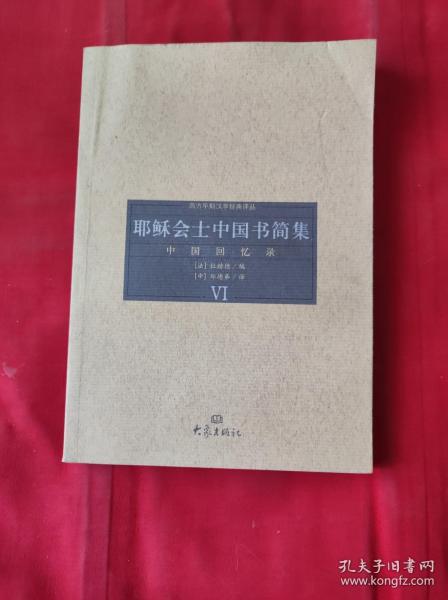 西方早期汉学经典译丛
耶稣会士中国书简集
中国回忆录
[法]杜赫德/编
[中]郑德弟/译
VI
大象出版社
孔夫子旧书网
www.kongfz.com